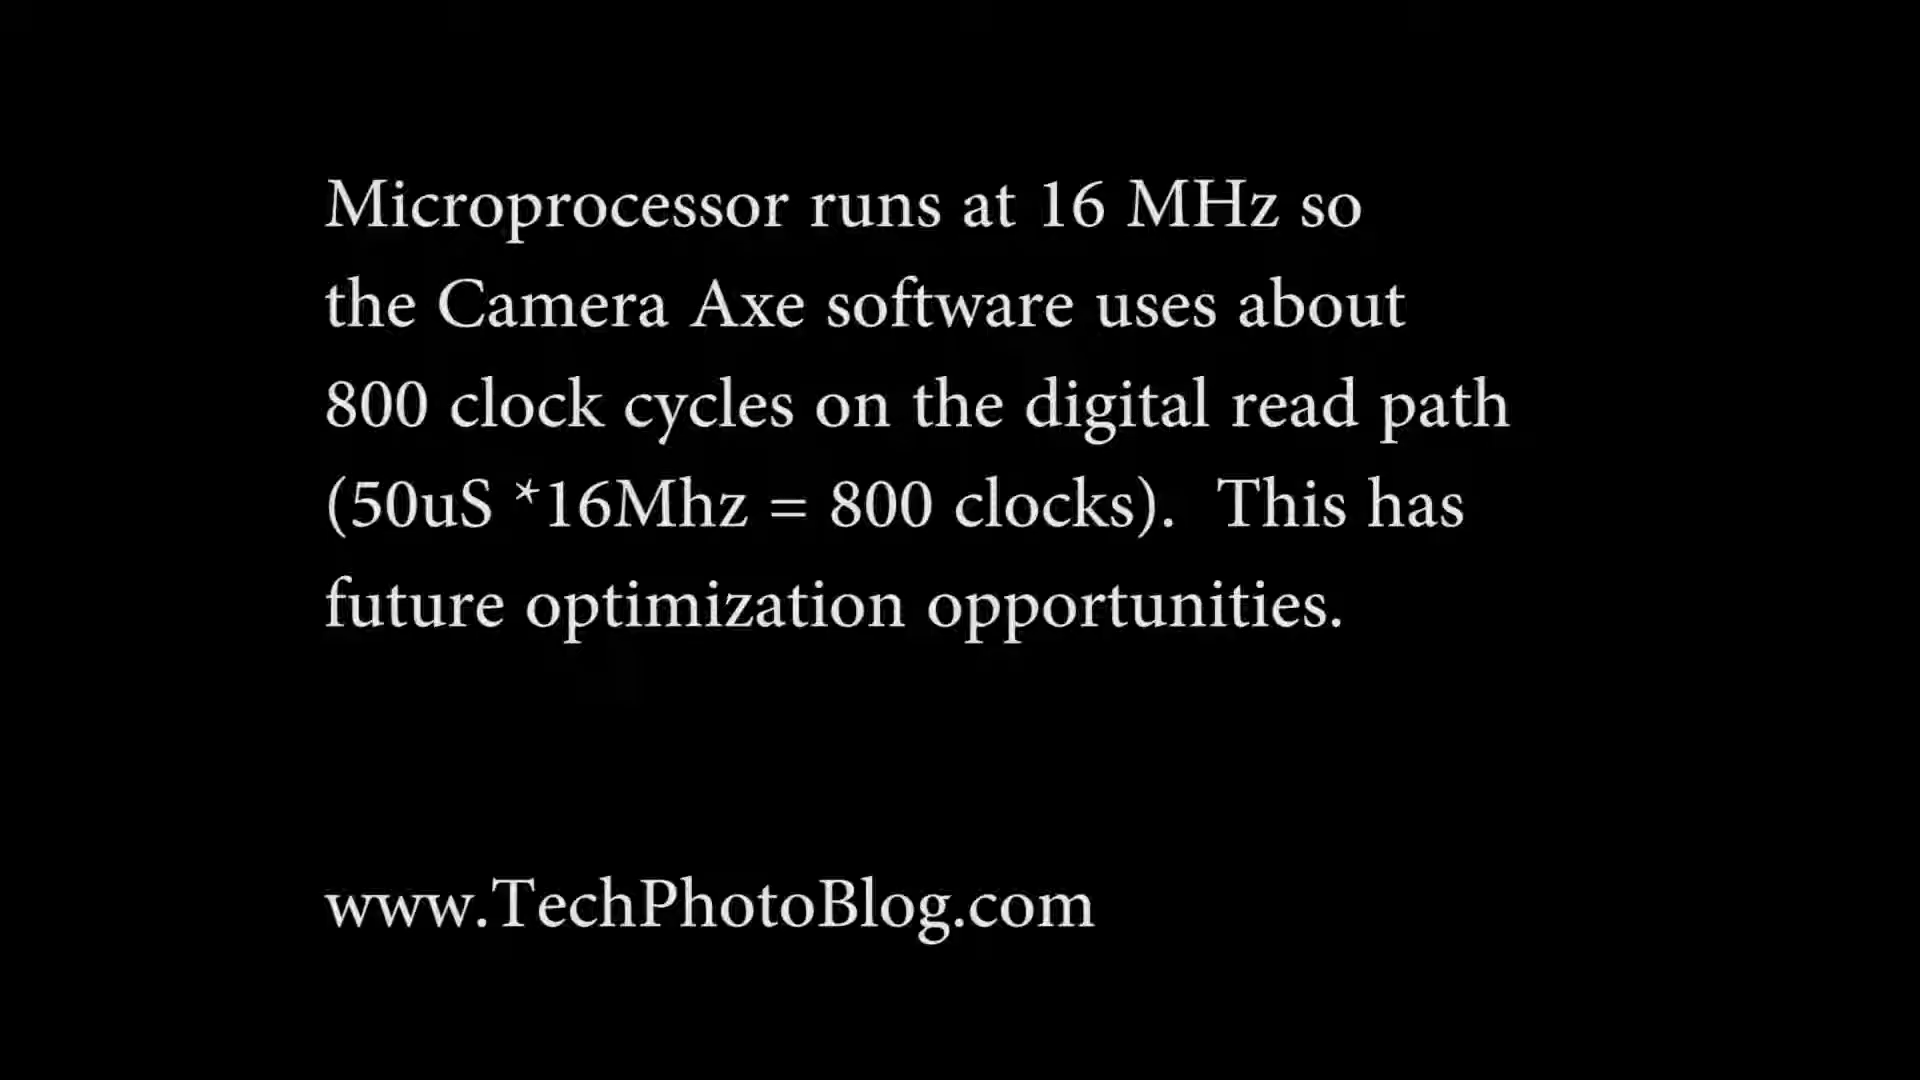 Microprocessor runs at 16 MHz so
the Camera Axe software uses about
800 clock cycles on the digital read path
(50uS *16Mhz = 800 clocks).  This has
future optimization opportunities.
www.TechPhotoBlog.com